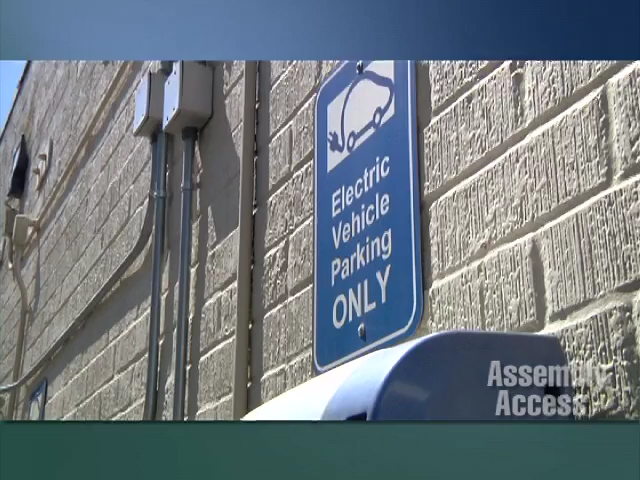 Electric
Vehicle
Parking
ONLY
Assembly
Access